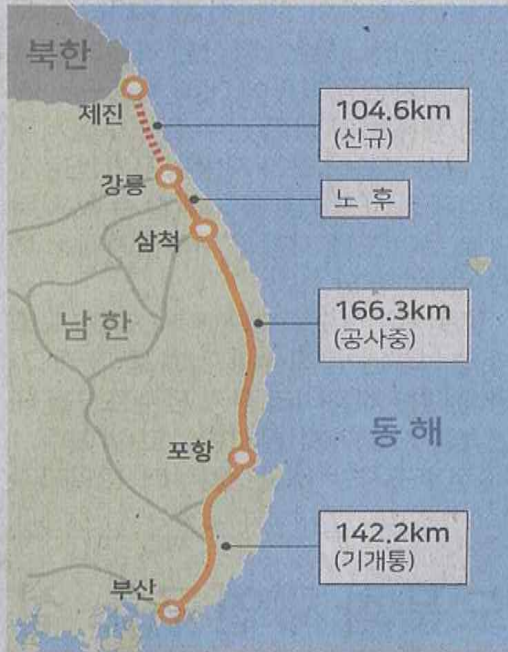 북한
제진
104.6km
(신규)
강릉
노 후
삼척
남한
166.3km
(공사중)
동해
포항
142.2km
(기개통)
부산